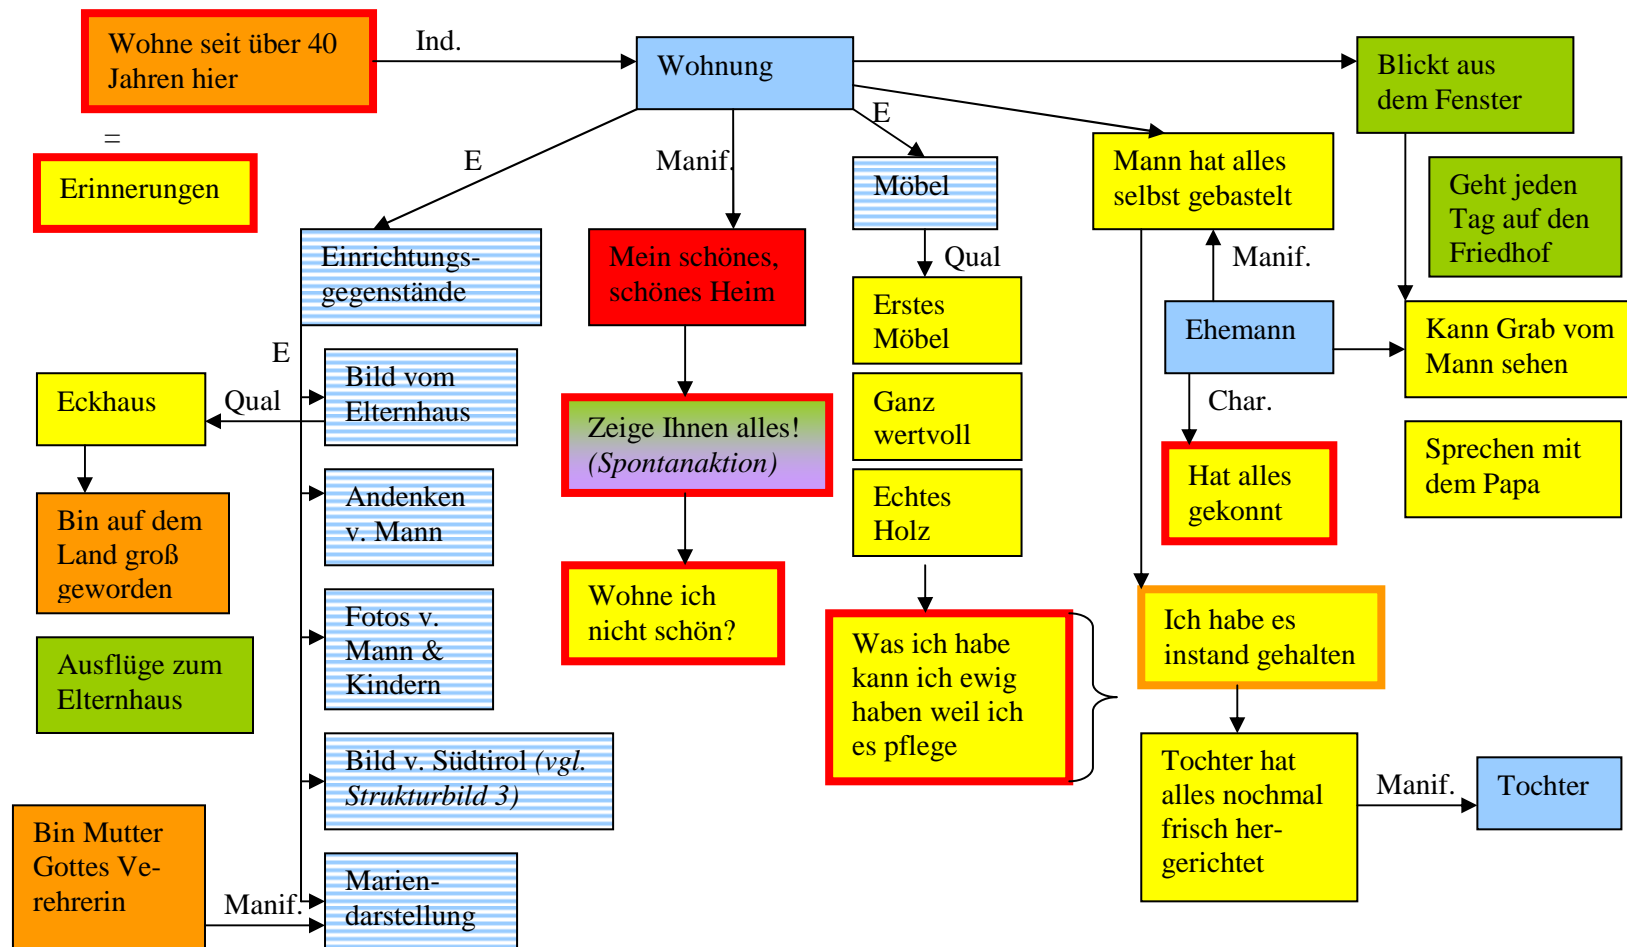 Wohne seit über 40
Jahren hier
Ind.
Wohnung
Blickt aus
dem Fenster
=
Erinnerungen
E
Manif.
E
Möbel
Mann hat alles
selbst gebastelt
Geht jeden
Tag auf den
Friedhof
Einrichtungs-
gegenstände
Mein schönes,
schönes Heim
Qual
Manif.
Erstes
Möbel
Ehemann
Kann Grab vom
Mann sehen
E
Bild vom
Elternhaus
Qual
Eckhaus
Zeige Ihnen alles!
(Spontanaktion)
Ganz
wertvoll
Char.
Sprechen mit
dem Papa
Hat alles
gekonnt
Echtes
Holz
Andenken
v. Mann
Bin auf dem
Land groß
geworden
Fotos v.
Mann &
Kindern
Wohne ich
nicht schön?
Was ich habe
kann ich ewig
haben weil ich
es pflege
Ich habe es
instand gehalten
Ausflüge zum
Elternhaus
Bild v. Südtirol (vgl.
Strukturbild 3)
Tochter hat
alles nochmal
frisch her-
gerichtet
Manif.
Tochter
Bin Mutter
Gottes Ve-
rehrerin
Manif.
Marien-
darstellung